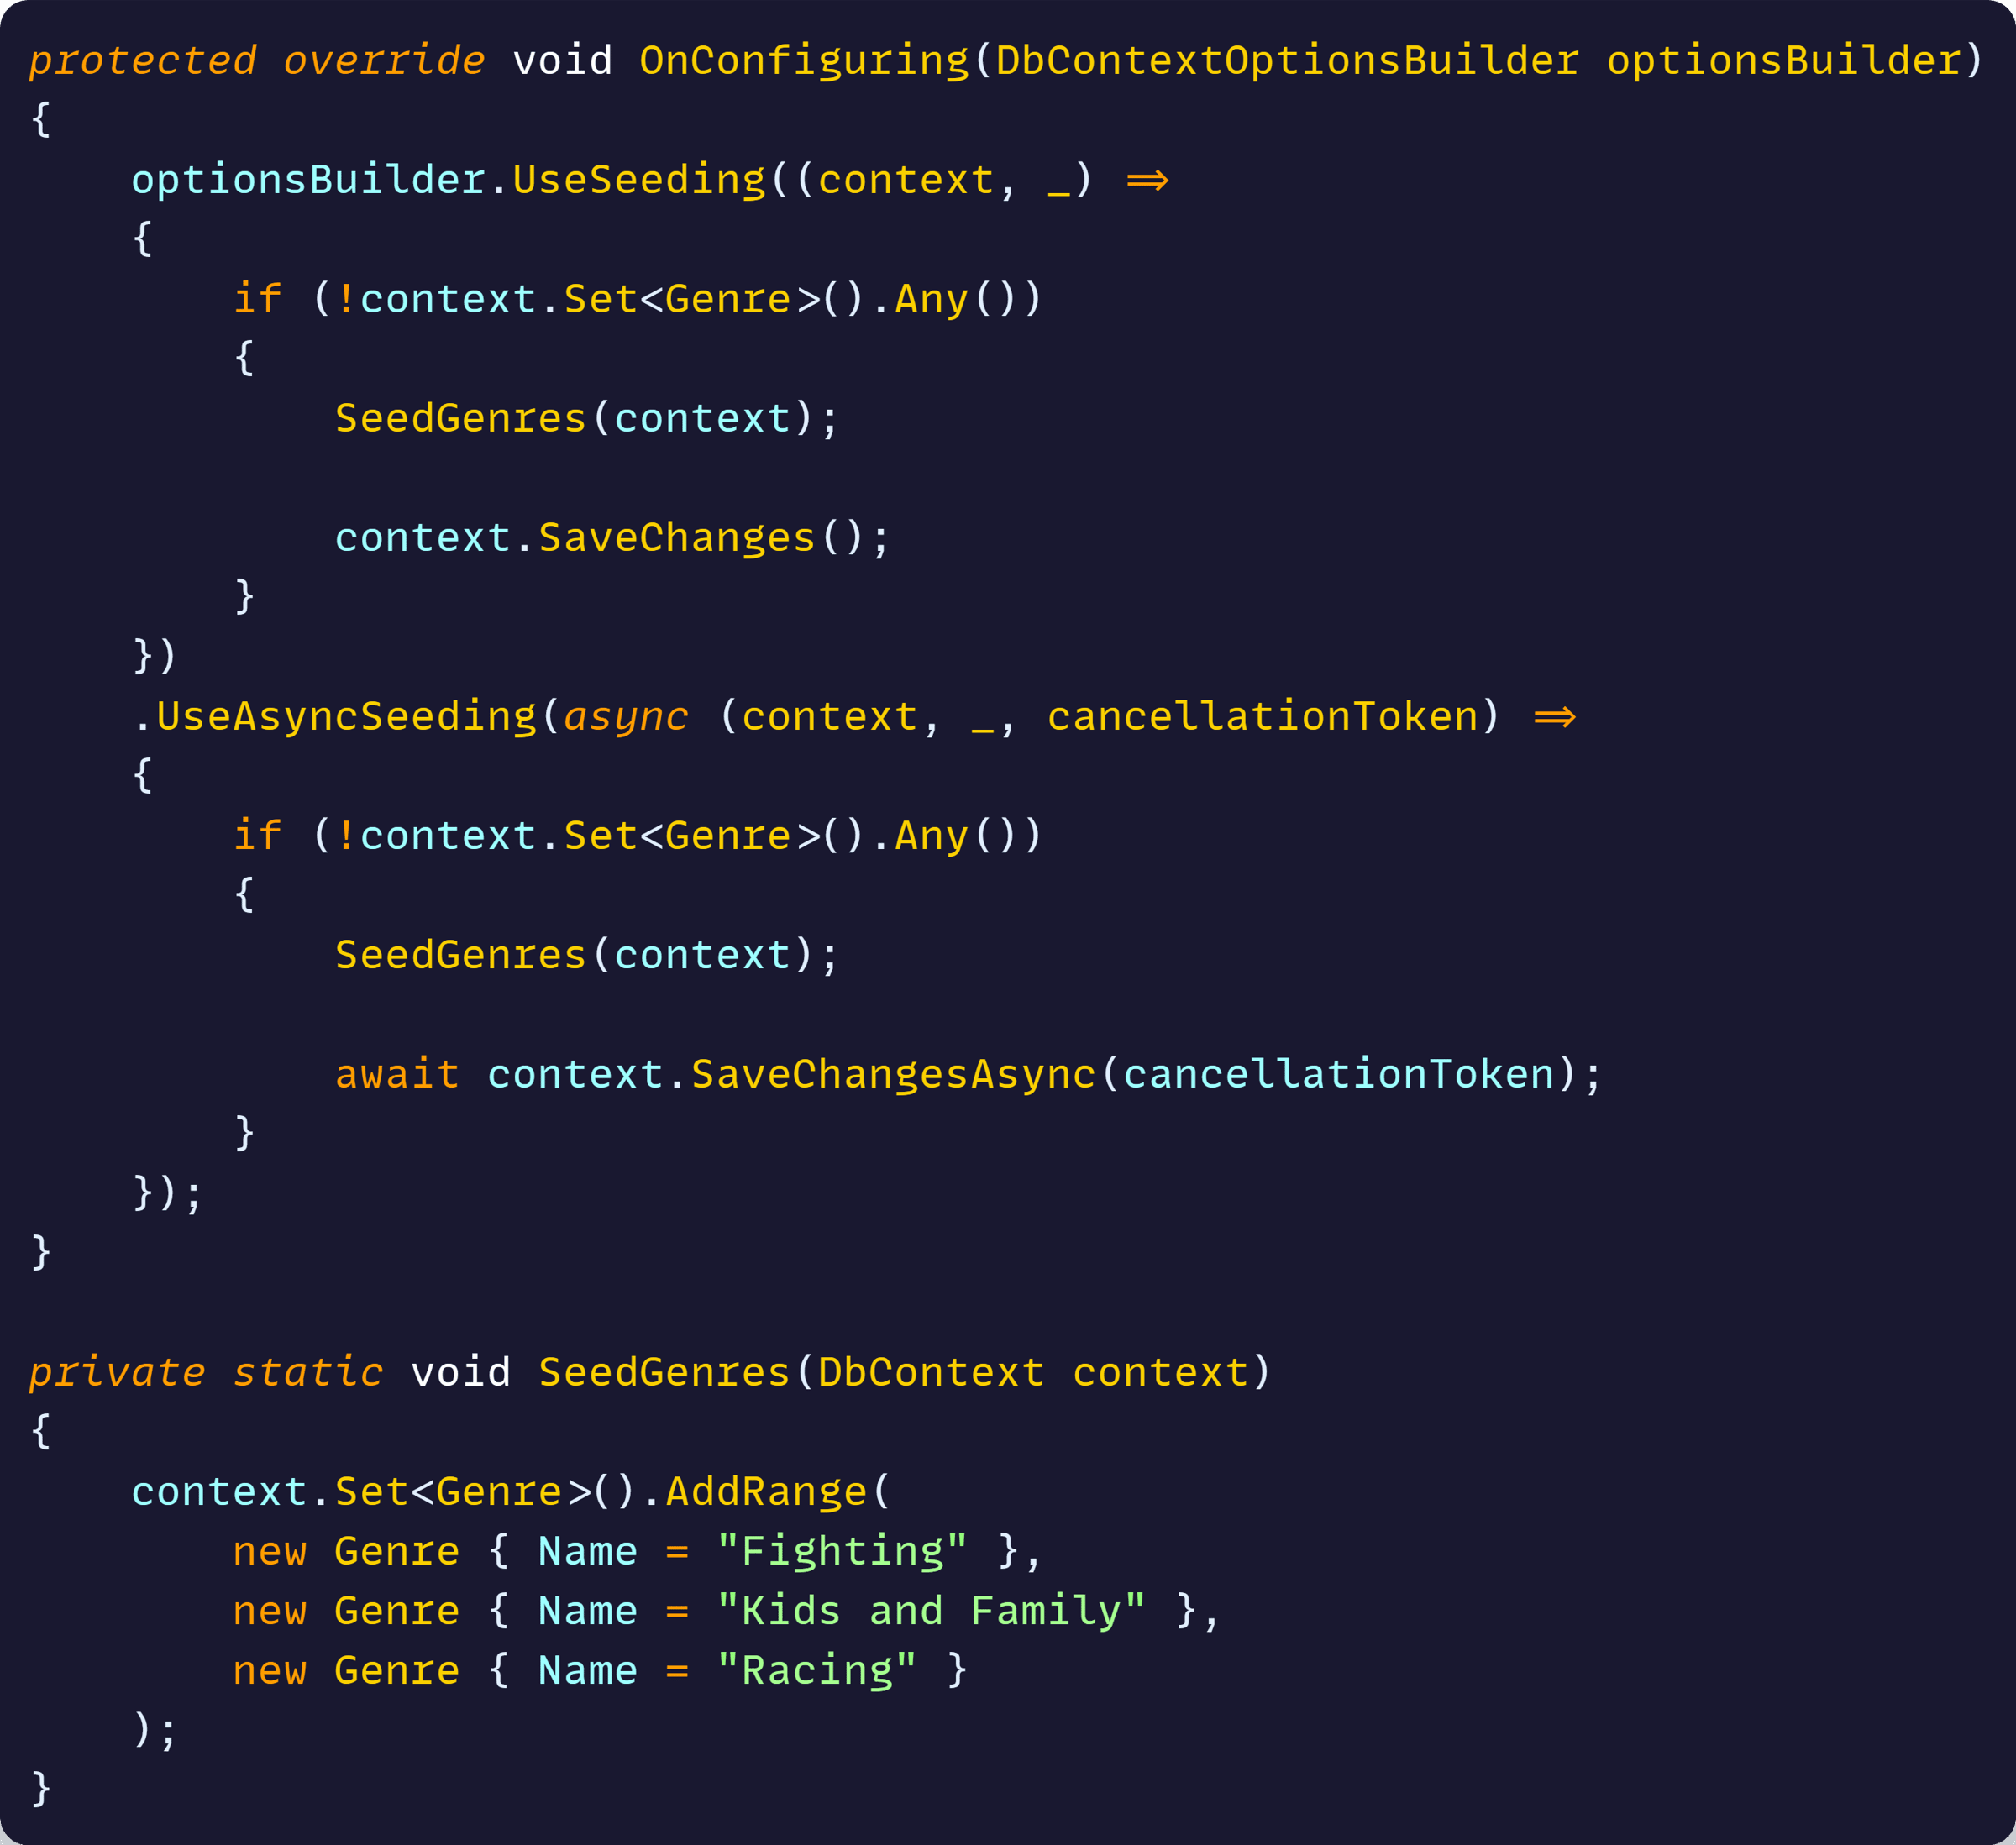 protected override void OnConfiguring(DbContextOptionsBuilder optionsBuilder)
{
    optionsBuilder.UseSeeding((context, _) =>
    {
        if (!context.Set<Genre>().Any())
        {
            SeedGenres(context);

            context.SaveChanges();
        }
    })
    .UseAsyncSeeding(async (context, _, cancellationToken) =>
    {
        if (!context.Set<Genre>().Any())
        {
            SeedGenres(context);

            await context.SaveChangesAsync(cancellationToken);
        }
    });
}

private static void SeedGenres(DbContext context)
{
    context.Set<Genre>().AddRange(
        new Genre { Name = "Fighting" },
        new Genre { Name = "Kids and Family" },
        new Genre { Name = "Racing" }
    );
}